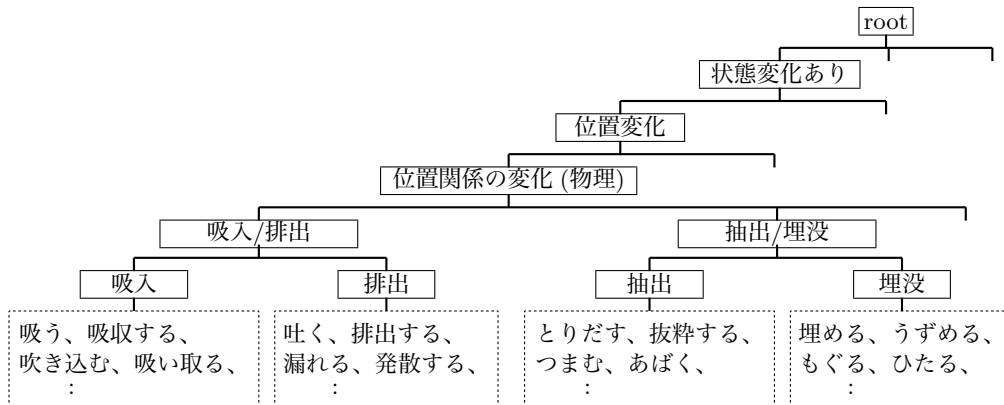 root
状態変化あり
位置変化
位置関係の変化 (物理)
吸入/排出
抽出/埋没
吸入
排出
抽出
埋没
吸う、吸収する、
吹き込む、吸い取る、
⋮
吐く、排出する、
漏れる、発散する、
⋮
とりだす、抜粋する、
つまむ、あばく、
⋮
埋める、うずめる、
もぐる、ひたる、
⋮